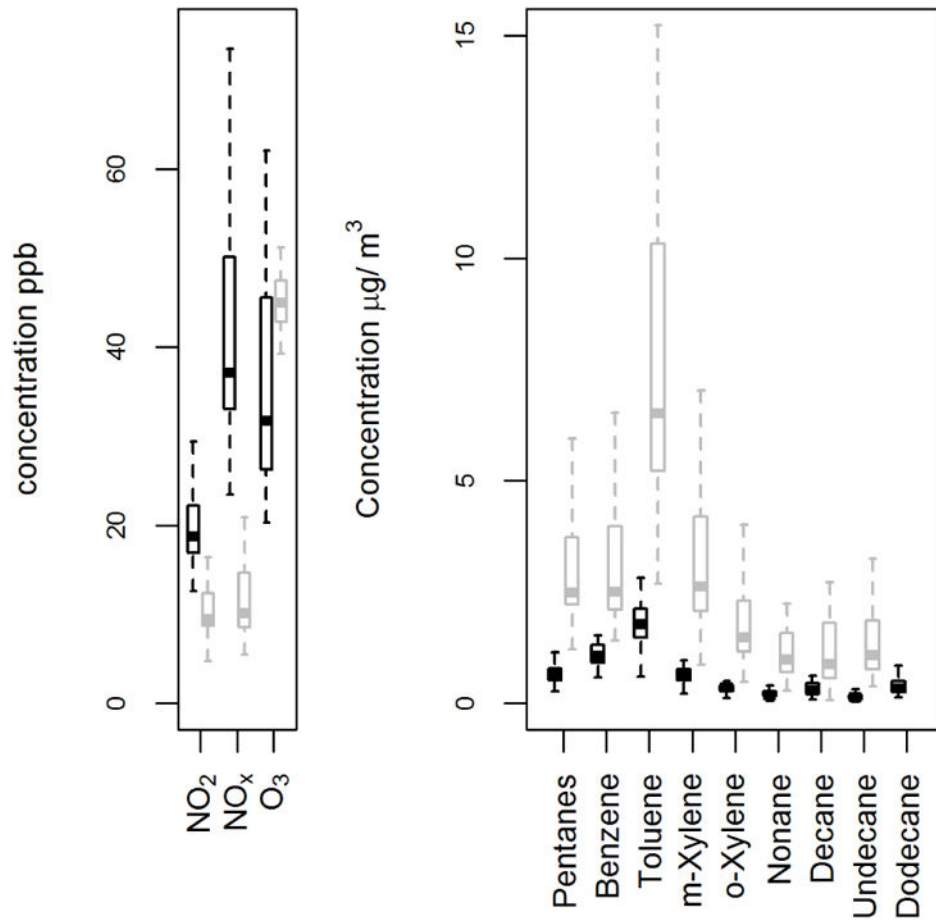 concentration ppb
0
20
40
60
NO₂
NOₓ
O₃
Concentration μg/ m³
0
5
10
15
Pentanes
Benzene
Toluene
m-Xylene
o-Xylene
Nonane
Decane
Undecane
Dodecane